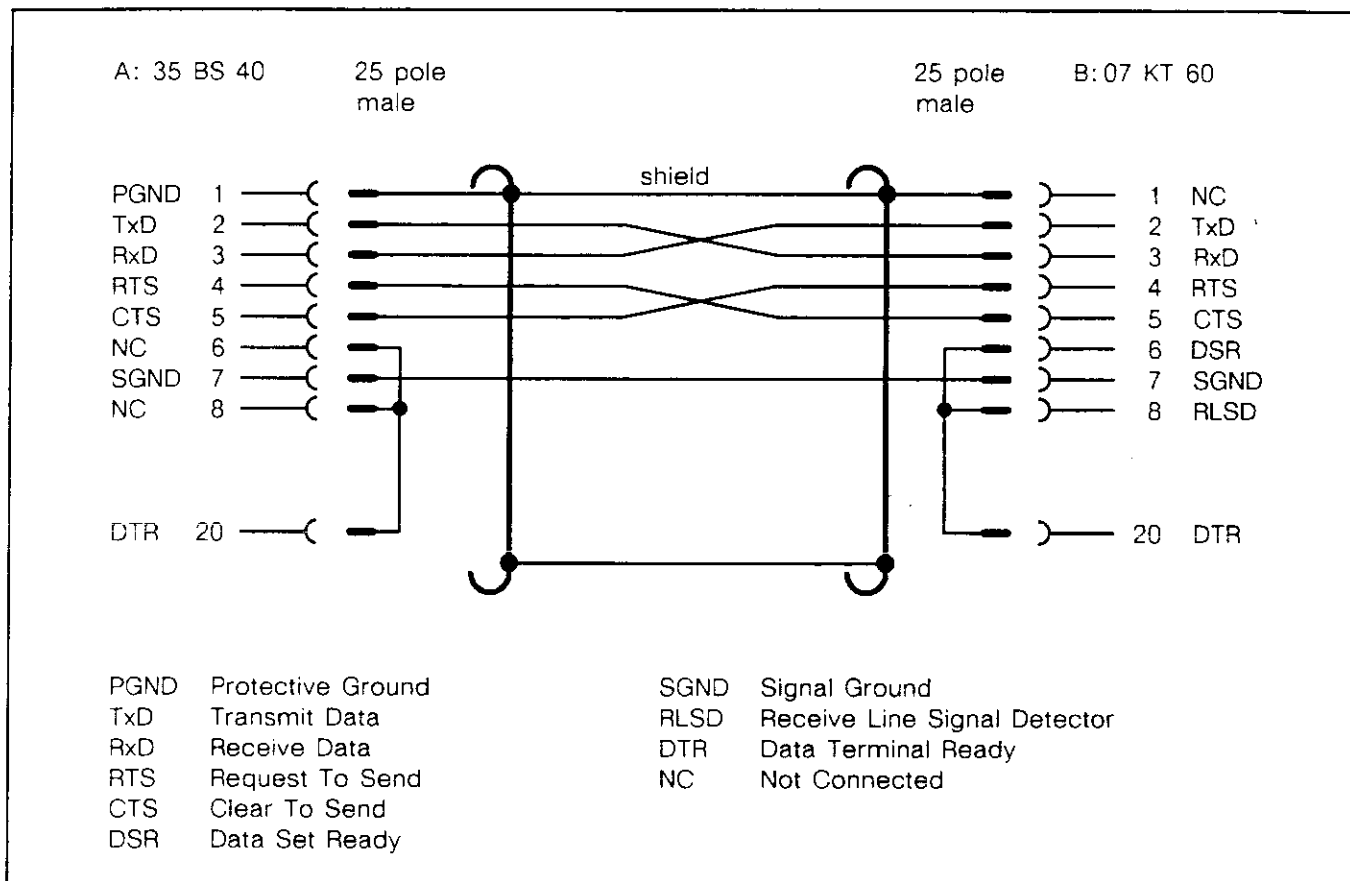 A: 35 BS 40 25 pole male 25 pole male B: 07 KT 60
shield
PGND 1 1 NC
TxD 2 2 TxD
RxD 3 3 RxD
RTS 4 4 RTS
CTS 5 5 CTS
NC 6 6 DSR
SGND 7 7 SGND
NC 8 8 RLSD
DTR 20 20 DTR
PGND Protective Ground
TxD Transmit Data
RxD Receive Data
RTS Request To Send
CTS Clear To Send
DSR Data Set Ready
SGND Signal Ground
RLSD Receive Line Signal Detector
DTR Data Terminal Ready
NC Not Connected